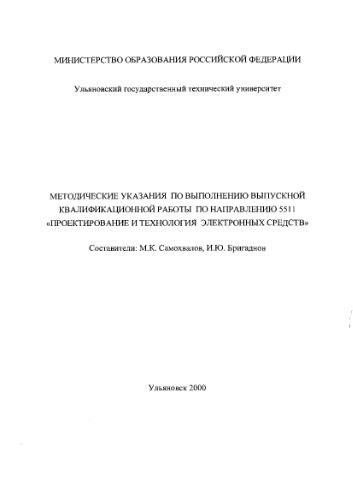 МИНИСТЕРСТВО ОБРАЗОВАНИЯ РОССИЙСКОЙ ФЕДЕРАЦИИ
Ульяновский государственный технический университет
МЕТОДИЧЕСКИЕ УКАЗАНИЯ ПО ВЫПОЛНЕНИЮ ВЫПУСКНОЙ
КВАЛИФИКАЦИОННОЙ РАБОТЫ ПО НАПРАВЛЕНИЮ 5511
«ПРОЕКТИРОВАНИЕ И ТЕХНОЛОГИЯ ЭЛЕКТРОННЫХ СРЕДСТВ»
Составители: М.К. Самохвалов, И.Ю. Бригаднов
Ульяновск 2000